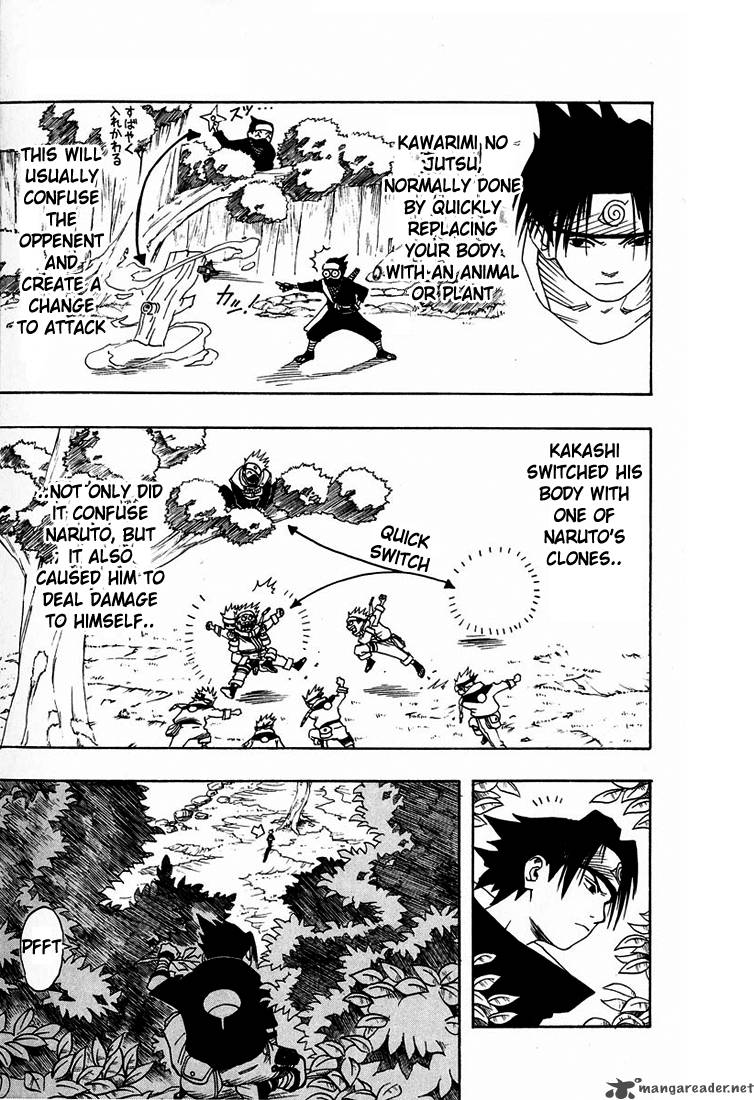 KAWARIMI NO
JUTSU,
NORMALLY DONE
BY QUICKLY
REPLACING
YOUR BODY
WITH AN ANIMAL
OR PLANT
ズッ…
すばやく
入れかわる
THIS WILL
USUALLY
CONFUSE
THE
OPPENENT
AND
CREATE A
CHANGE
TO ATTACK
カッ!
KAKASHI
SWITCHED HIS
BODY WITH
ONE OF
NARUTO'S
CLONES..
QUICK
SWITCH
..NOT ONLY DID
IT CONFUSE
NARUTO, BUT
IT ALSO
CAUSED HIM TO
DEAL DAMAGE
TO HIMSELF..
PFFT
mangareader.net